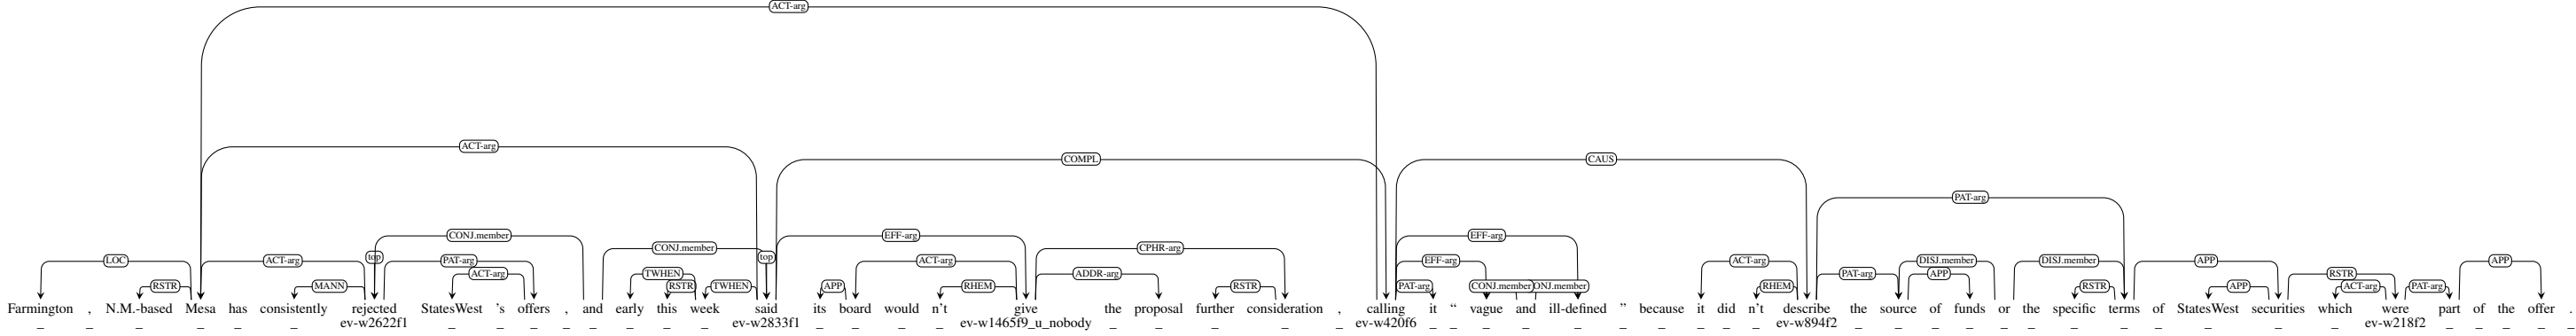 ACT-arg
ACT-arg
COMPL CAUS
PAT-arg
CONJ.member EFF-arg EFF-arg
CONJ.member CPHR-arg
top top
LOC ACT-arg PAT-arg ACT-arg EFF-arg ACT-arg DISJ.member DISJ.member APP APP
ACT-arg TWHEN ADDR-arg PAT-arg APP RSTR
RSTR MANN RSTR TWHEN APP RHEM RSTR PAT-arg CONJ.member ONJ.member RHEM RSTR APP ACT-arg PAT-arg
Farmington , N.M.-based Mesa has consistently rejected StatesWest 's offers , and early this week said its board would n't give the proposal further consideration , calling it “ vague and ill-defined ” because it did n't describe the source of funds or the specific terms of StatesWest securities which were part of the offer .
_ _ _ _ _ _ ev-w2622f1 _ _ _ _ _ _ _ _ ev-w2833f1 _ _ _ _ ev-w1465f9_u_nobody _ _ _ _ _ ev-w420f6 _ _ _ _ _ _ _ _ _ _ ev-w894f2 _ _ _ _ _ _ _ _ _ _ _ _ ev-w218f2 _ _ _ _ _